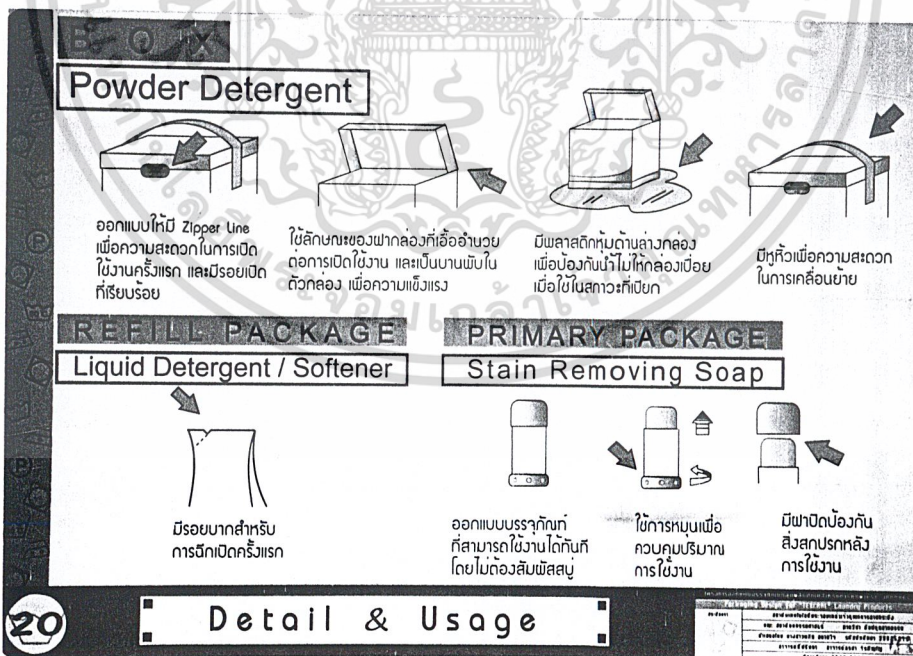 BOX
Powder Detergent
ออกแบบให้มี Zipper Line
เพื่อความสะดวกในการเปิด
ใช้งานครั้งแรก และมีรอยเปิด
ที่เรียบร้อย
ใช้ลักษณะของฝากล่องที่เอื้ออำนวย
ต่อการเปิดใช้งาน และเป็นบานพับใน
ตัวกล่อง เพื่อความแข็งแรง
มีพลาสติกหุ้มด้านล่างกล่อง
เพื่อป้องกันน้ำไม่ให้กล่องเปื่อย
เมื่อใช้ในสภาวะที่เปียก
มีหูหิ้วเพื่อความสะดวก
ในการเคลื่อนย้าย
REFILL PACKAGE
Liquid Detergent / Softener
มีรอยบากสำหรับ
การฉีกเปิดครั้งแรก
PRIMARY PACKAGE
Stain Removing Soap
ออกแบบบรรจุภัณฑ์
ที่สามารถใช้งานได้ทันที
โดยไม่ต้องสัมผัสสบู่
ใช้การหมุนเพื่อ
ควบคุมปริมาณ
การใช้งาน
มีฝาปิดป้องกัน
สิ่งสกปรกหลัง
การใช้งาน
20
Detail & Usage
Laundry Products